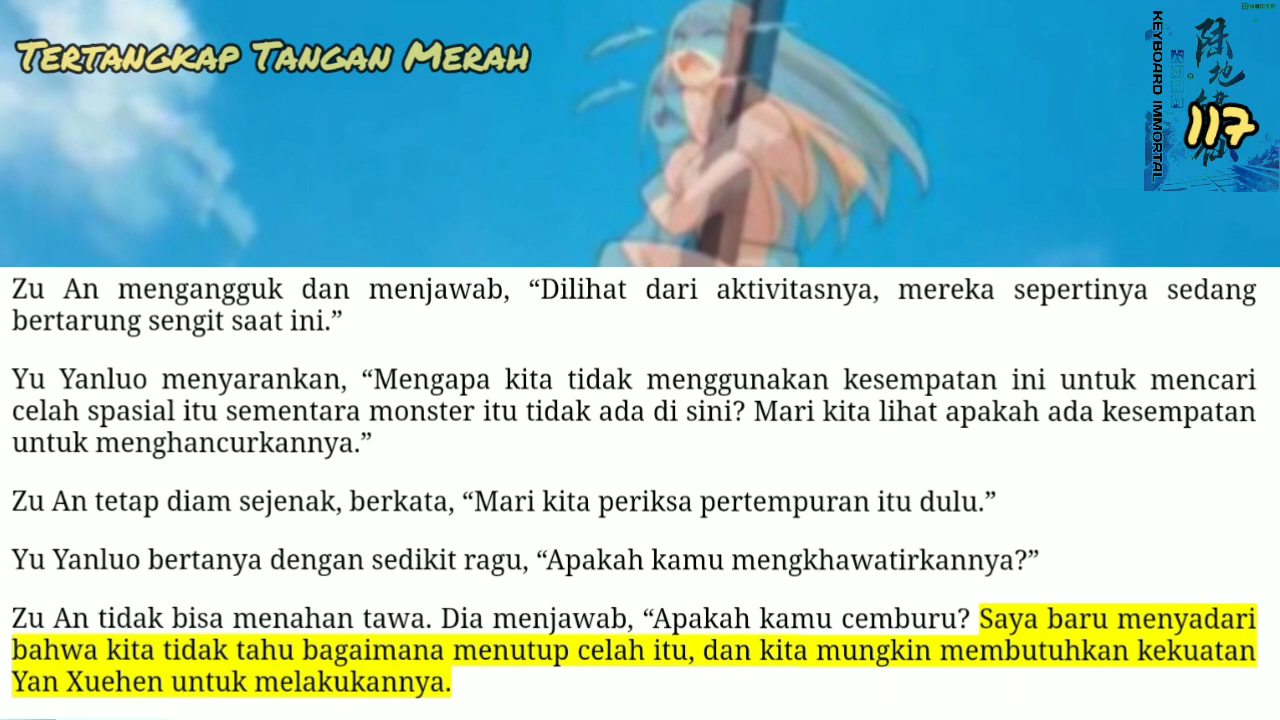 Tertangkap Tangan Merah
KEYBOARD IMMORTAL
117
Zu An mengangguk dan menjawab, “Dilihat dari aktivitasnya, mereka sepertinya sedang
bertarung sengit saat ini.”
Yu Yanluo menyarankan, “Mengapa kita tidak menggunakan kesempatan ini untuk mencari
celah spasial itu sementara monster itu tidak ada di sini? Mari kita lihat apakah ada kesempatan
untuk menghancurkannya.”
Zu An tetap diam sejenak, berkata, “Mari kita periksa pertempuran itu dulu.”
Yu Yanluo bertanya dengan sedikit ragu, “Apakah kamu mengkhawatirkannya?”
Zu An tidak bisa menahan tawa. Dia menjawab, “Apakah kamu cemburu? Saya baru menyadari
bahwa kita tidak tahu bagaimana menutup celah itu, dan kita mungkin membutuhkan kekuatan
Yan Xuehen untuk melakukannya.